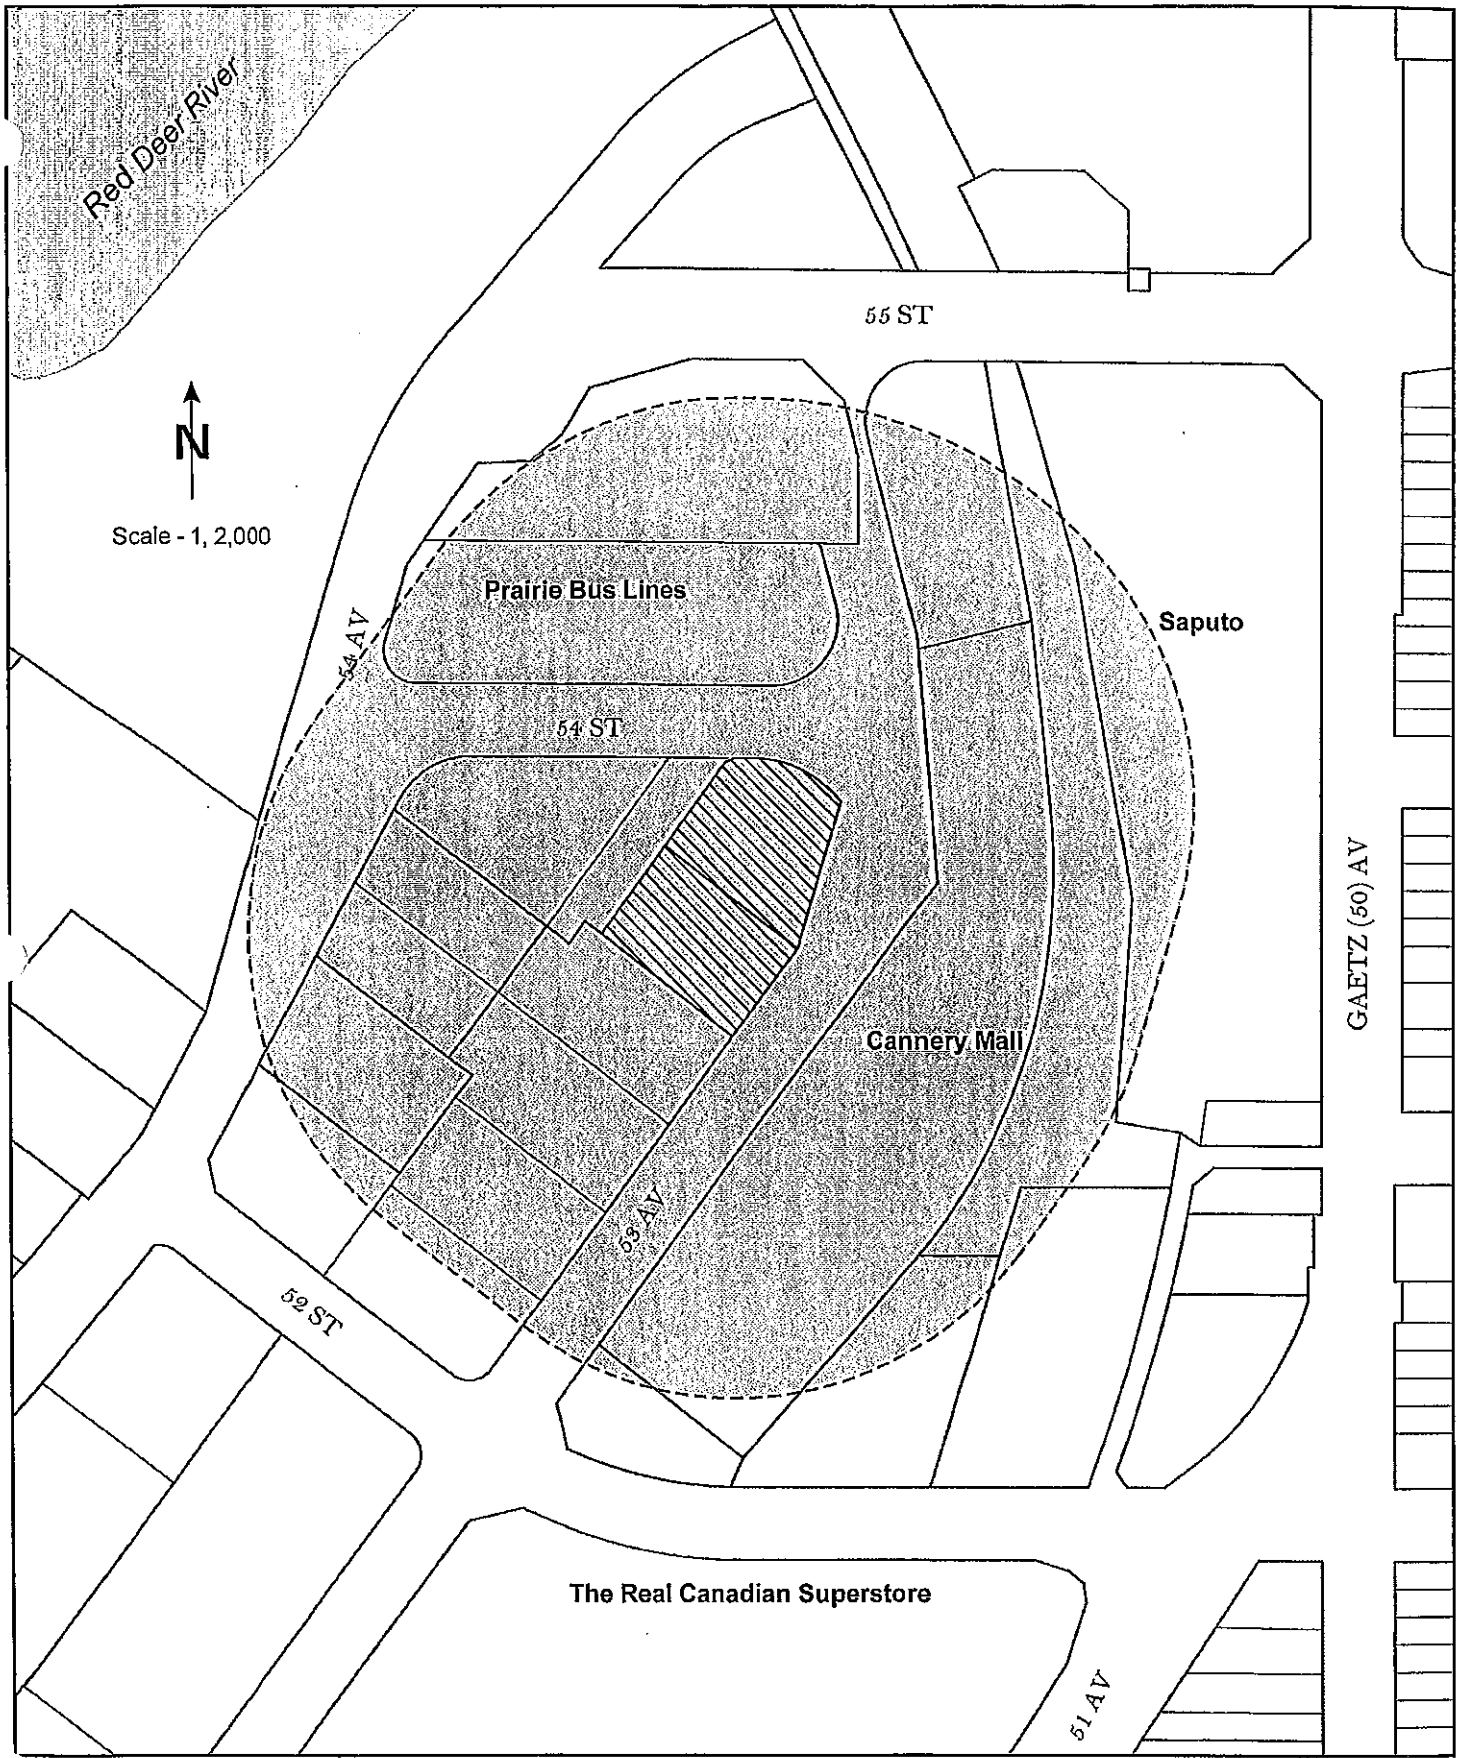 Red Deer River
55 ST
N
Scale - 1, 2,000
Prairie Bus Lines
54 AV
Saputo
54 ST
GAETZ (50) AV
Cannery Mall
53 AV
52 ST
The Real Canadian Superstore
51 AV